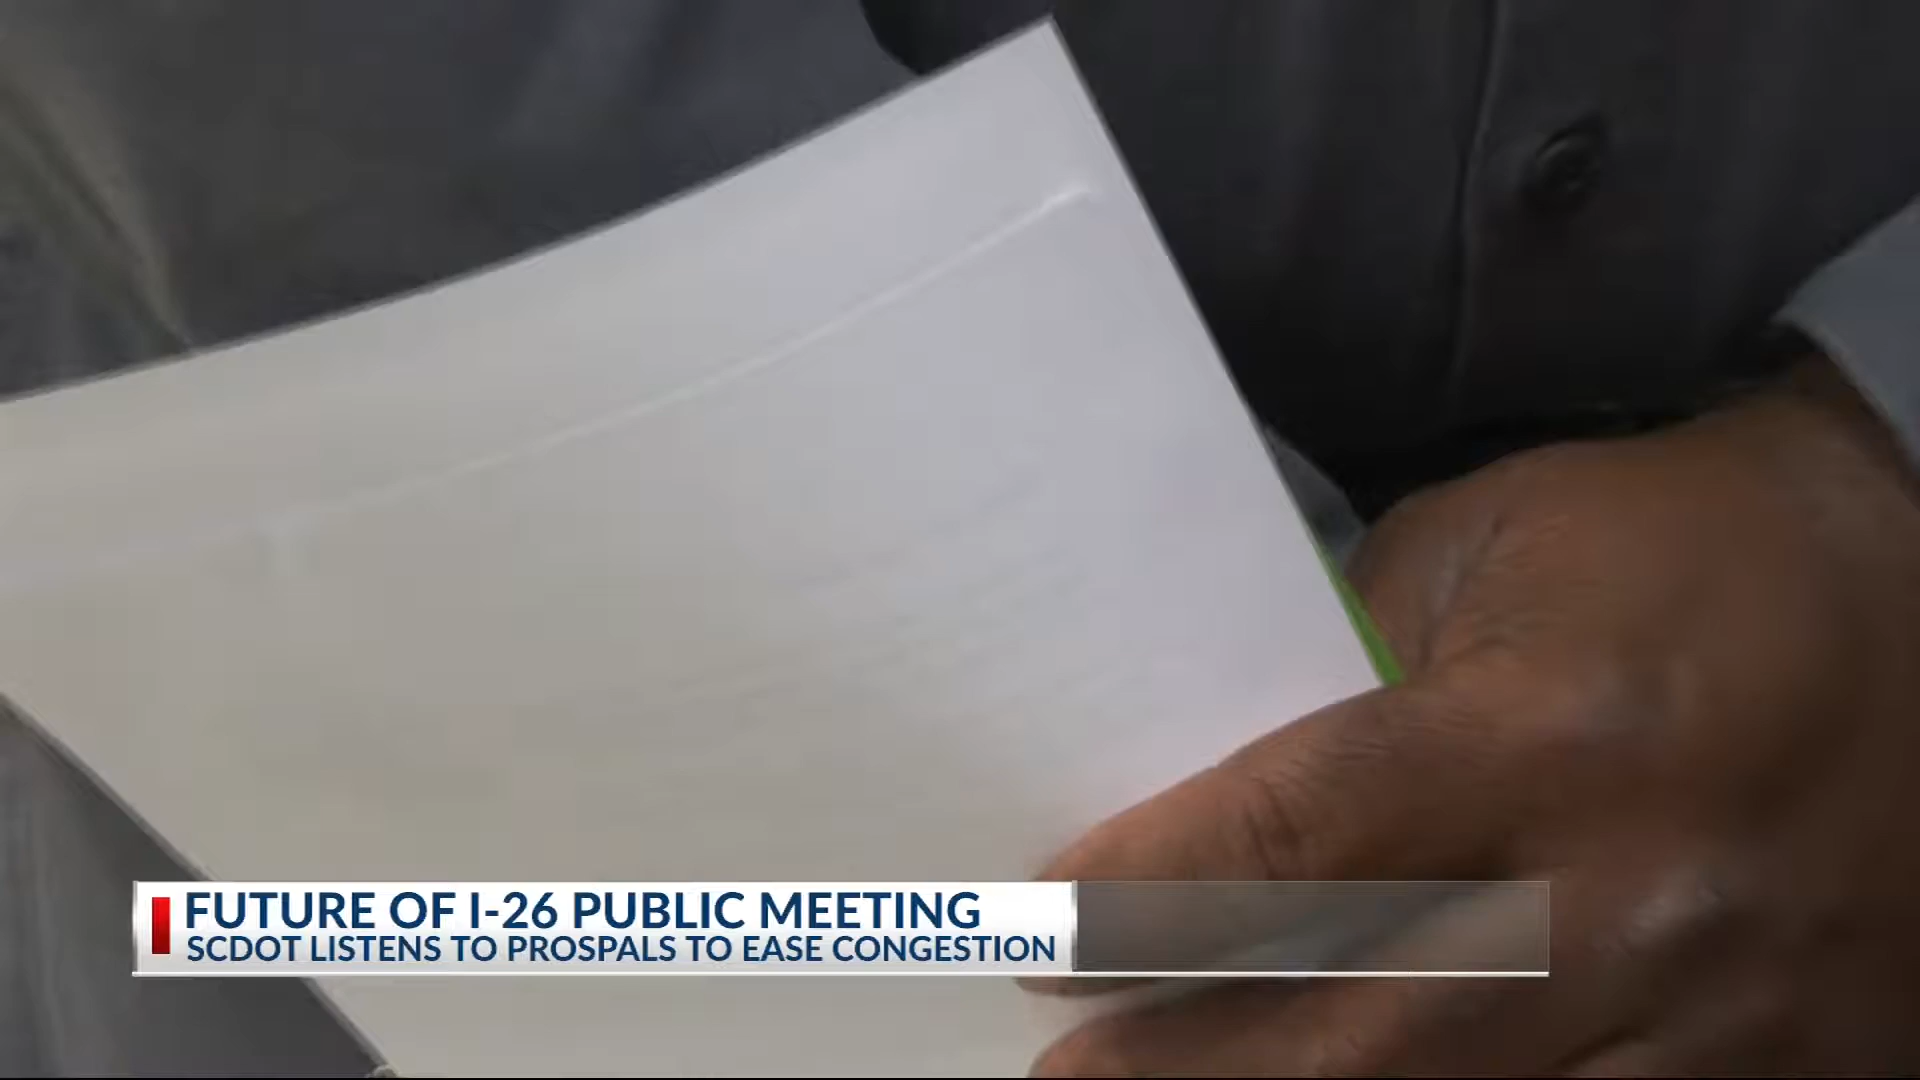 FUTURE OF I-26 PUBLIC MEETING
SCDOT LISTENS TO PROSPALS TO EASE CONGESTION